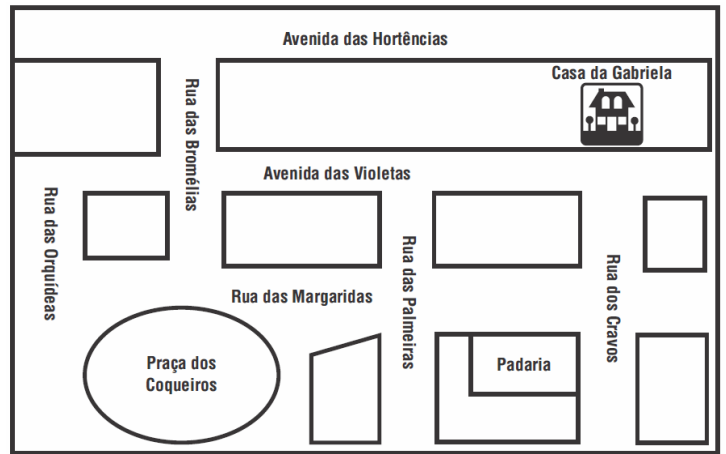 Avenida das Hortências
Casa da Gabriela
Rua das Bromélias
Avenida das Violetas
Rua das Orquídeas
Rua das Palmeiras
Rua dos Cravos
Rua das Margaridas
Praça dos
Coqueiros
Padaria